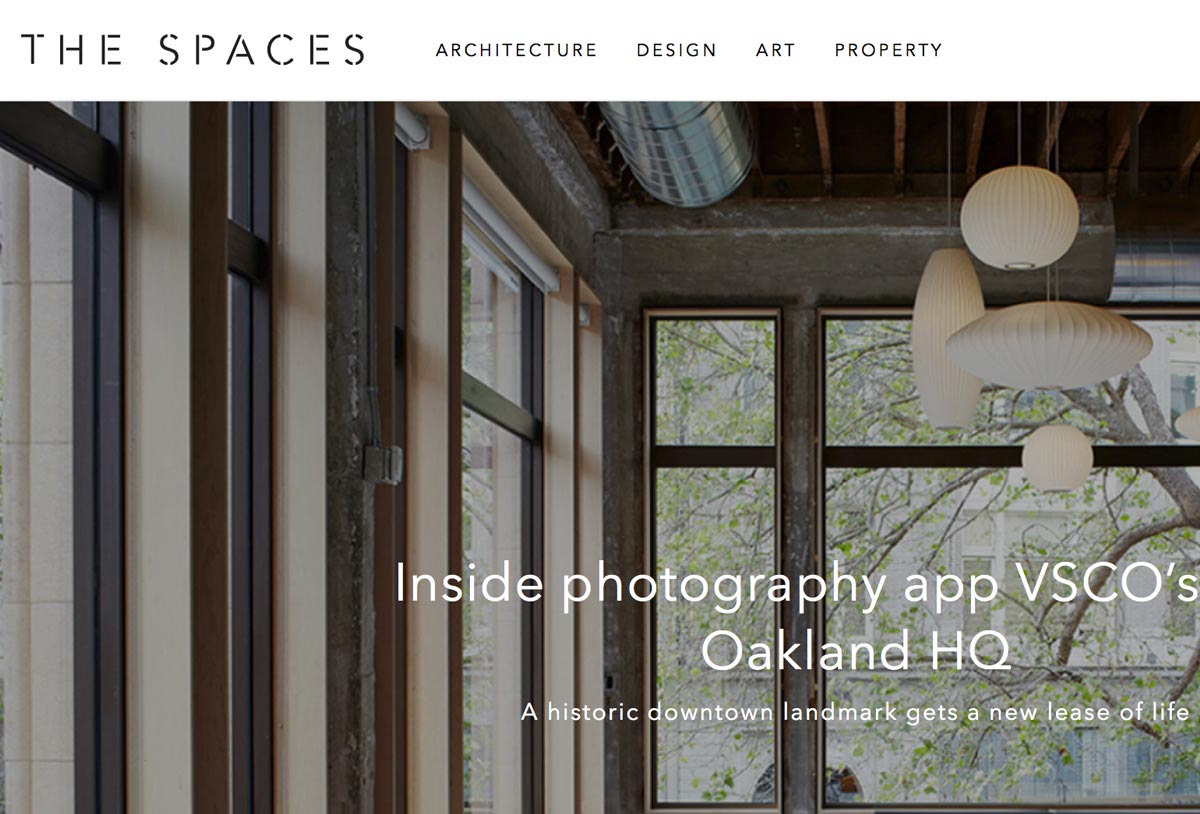 THE SPACES
ARCHITECTURE DESIGN ART PROPERTY
Inside photography app VSCO’s
Oakland HQ
A historic downtown landmark gets a new lease of life